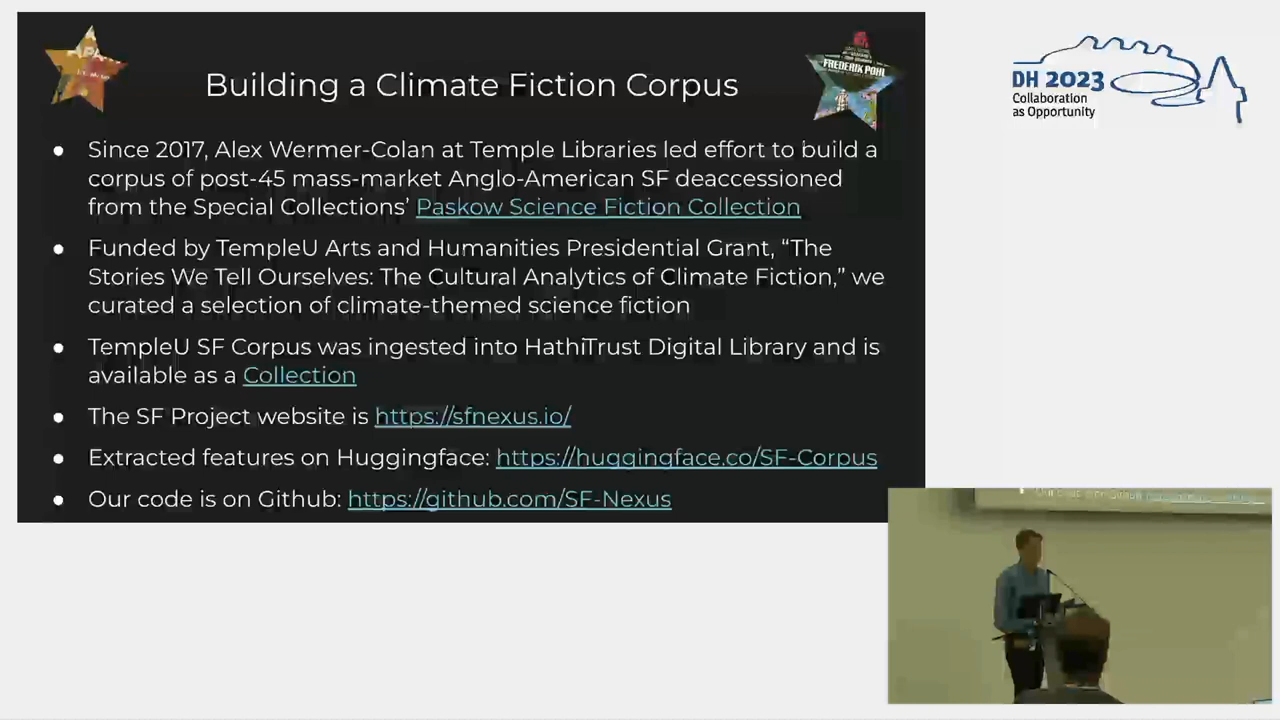 Building a Climate Fiction Corpus
FREDERIK POHL
DH 2023
Collaboration
as Opportunity
● Since 2017, Alex Wermer-Colan at Temple Libraries led effort to build a
corpus of post-45 mass-market Anglo-American SF deaccessioned
from the Special Collections’ Paskow Science Fiction Collection
● Funded by TempleU Arts and Humanities Presidential Grant, “The
Stories We Tell Ourselves: The Cultural Analytics of Climate Fiction,” we
curated a selection of climate-themed science fiction
● TempleU SF Corpus was ingested into HathiTrust Digital Library and is
available as a Collection
● The SF Project website is https://sfnexus.io/
● Extracted features on Huggingface: https://huggingface.co/SF-Corpus
● Our code is on Github: https://github.com/SF-Nexus